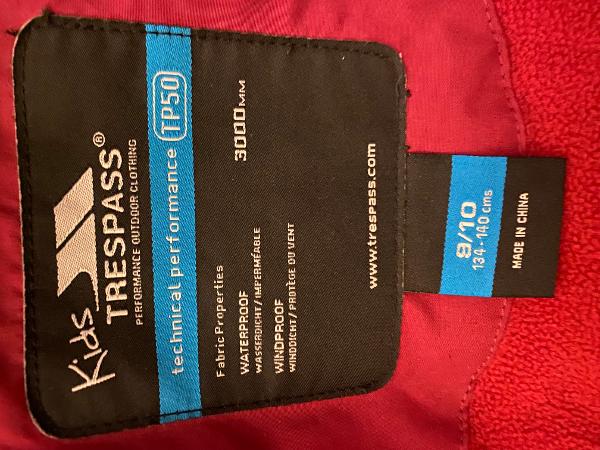 Kids
TRESPASS®
PERFORMANCE OUTDOOR CLOTHING
technical performance TP50
Fabric Properties
WATERPROOF 3000MM
WASSERDICHT/IMPERMÉABLE
WINDPROOF
WINDDICHT/PROTÈGE DU VENT
www.trespass.com
9/10
134-140 cms
MADE IN CHINA